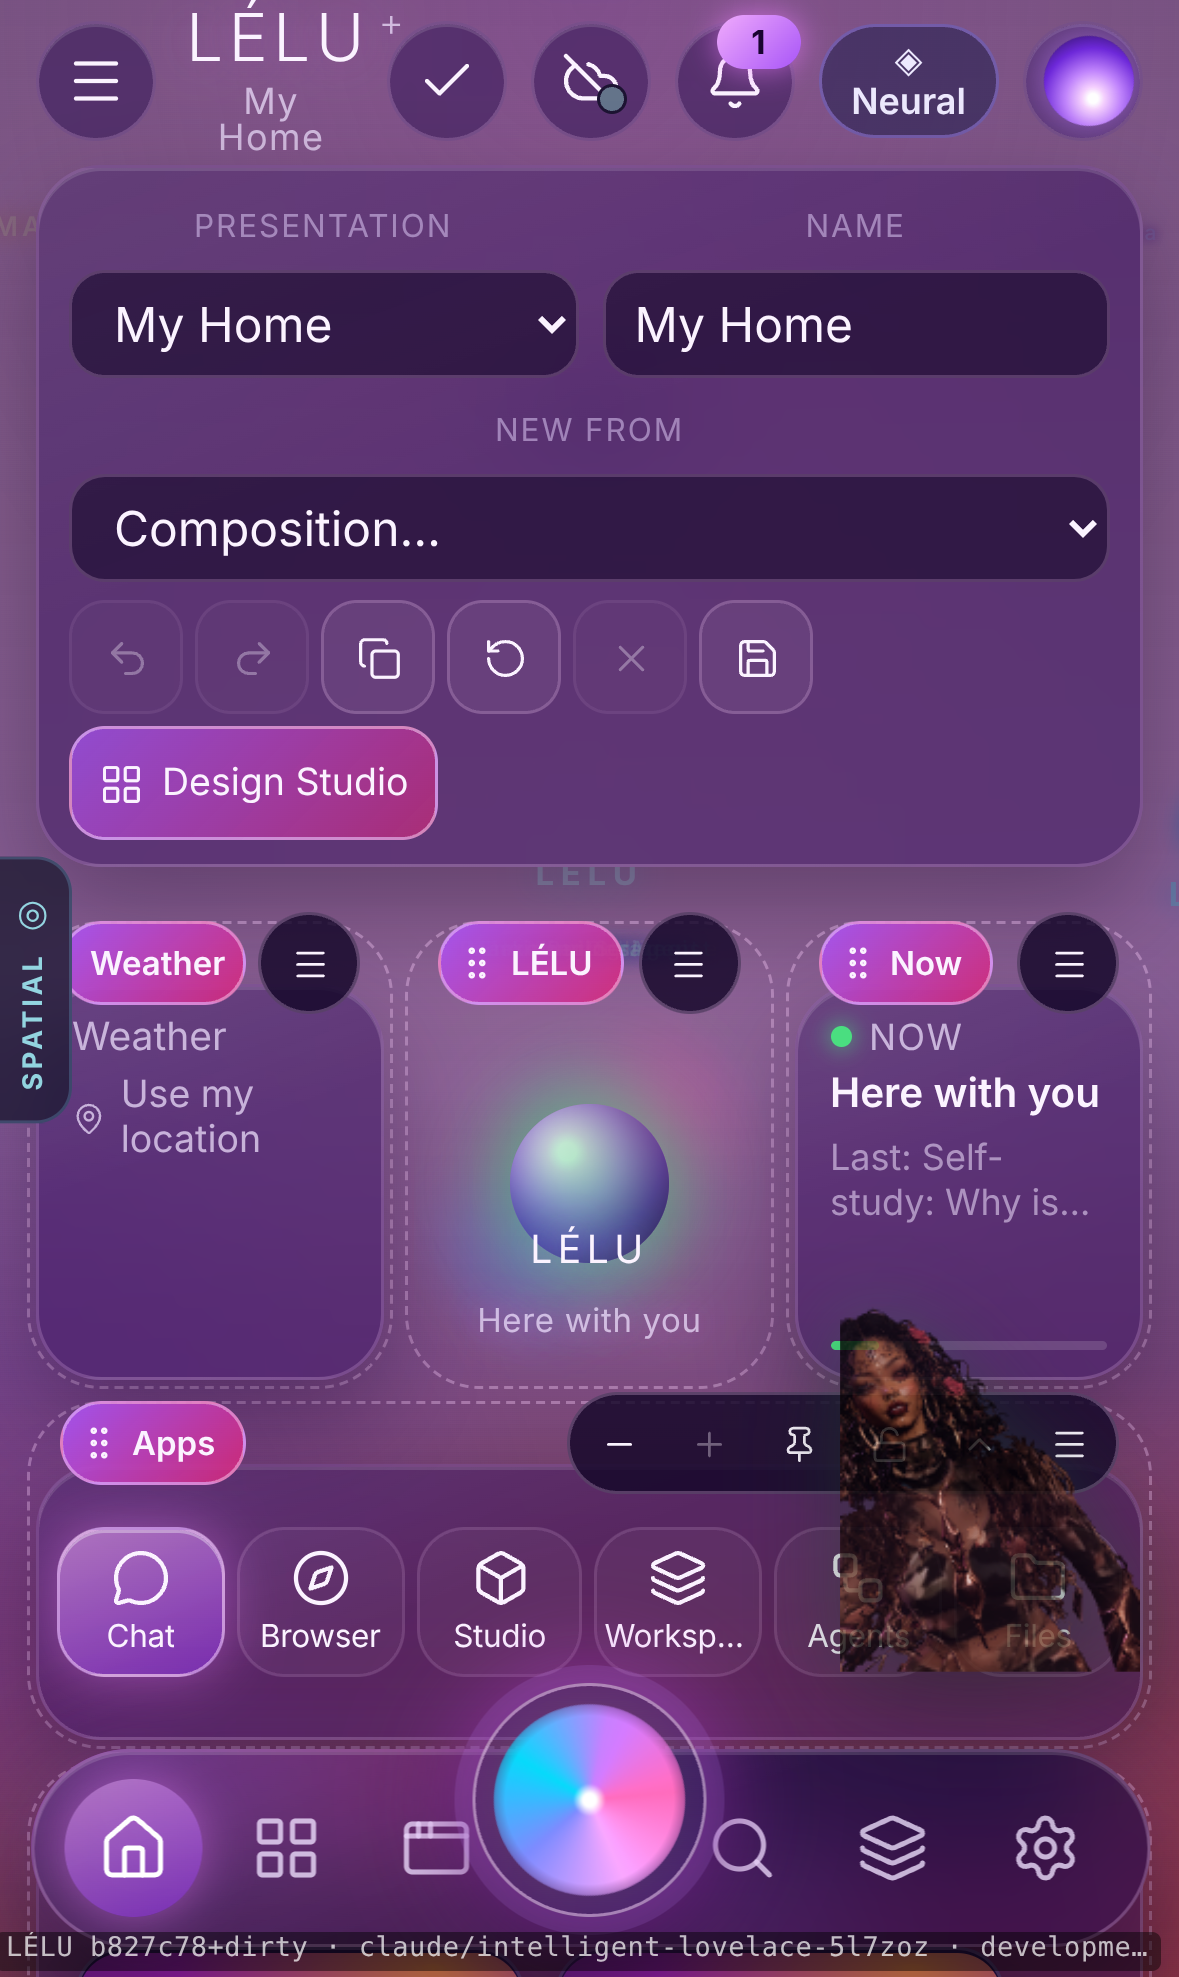 LÉLU +
My
Home
1
Neural
PRESENTATION
NAME
My Home
My Home
NEW FROM
Composition...
Design Studio
LÉLU
SPATIAL
Weather
LÉLU
Now
Weather
Use my
location
NOW
Here with you
Last: Self-
study: Why is...
LÉLU
Here with you
Apps
Chat
Browser
Studio
Worksp...
Agents
Files
LÉLU b827c78+dirty · claude/intelligent-lovelace-5l7zoz · developme…